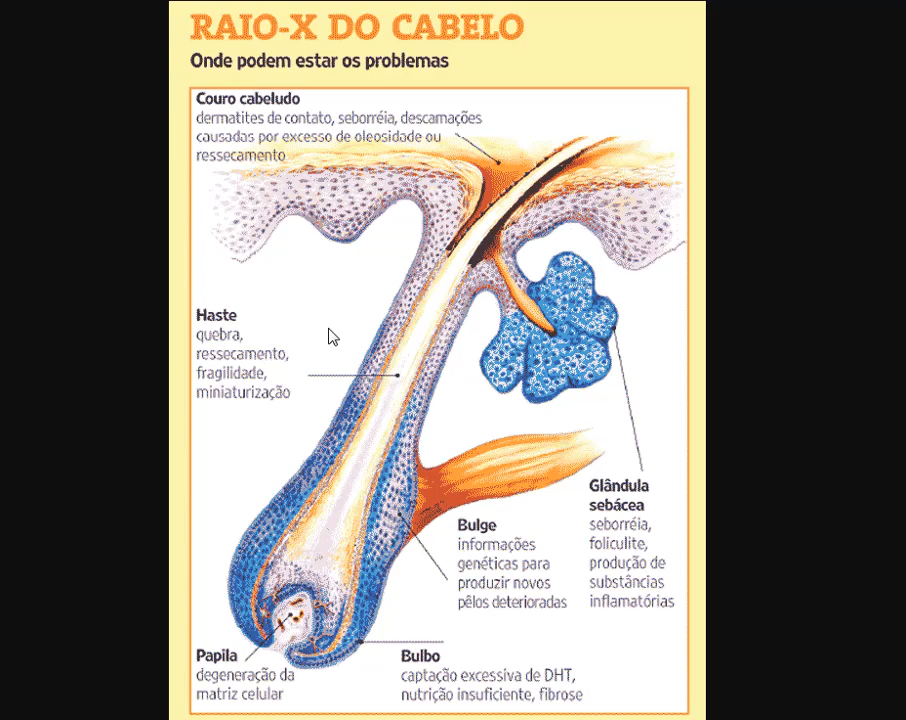 RAIO-X DO CABELO
Onde podem estar os problemas
Couro cabeludo
dermatites de contato, seborréia, descamações
causadas por excesso de oleosidade ou
ressecamento
Haste
quebra,
ressecamento,
fragilidade,
miniaturização
Bulge
informações
genéticas para
produzir novos
pêlos deterioradas
Glândula
sebácea
seborréia,
foliculite,
produção de
substâncias
inflamatórias
Papila
degeneração da
matriz celular
Bulbo
captação excessiva de DHT,
nutrição insuficiente, fibrose